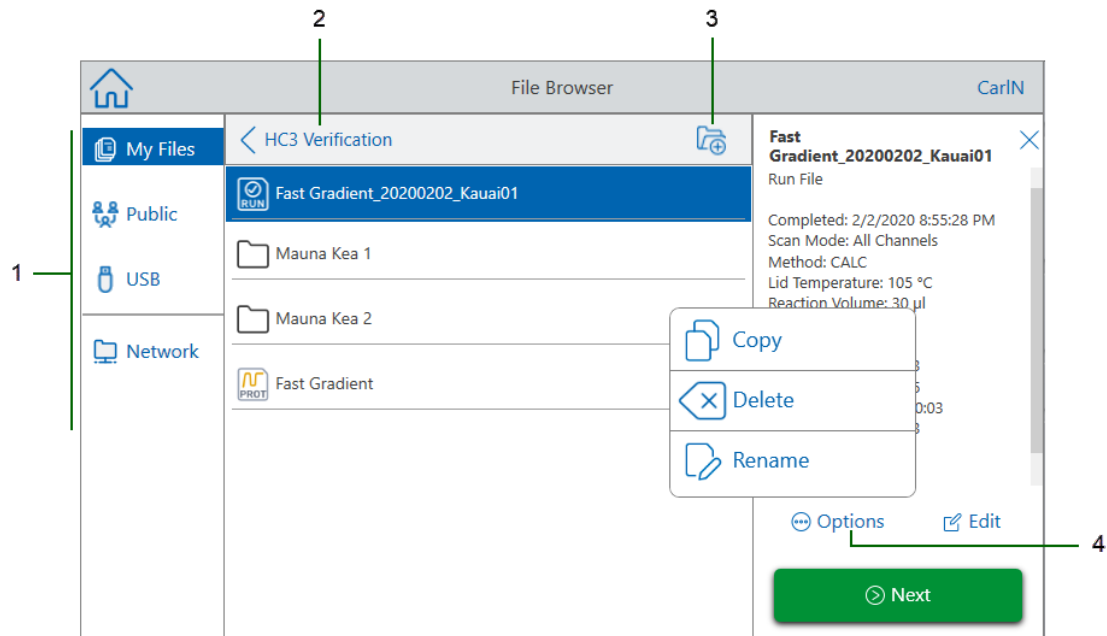 2
3
File Browser
CarlN
1
My Files
Public
USB
Network
HC3 Verification
RUN
Fast Gradient_20200202_Kauai01
Mauna Kea 1
Mauna Kea 2
PROT
Fast Gradient
Fast
Gradient_20200202_Kauai01
Run File
Completed: 2/2/2020 8:55:28 PM
Scan Mode: All Channels
Method: CALC
Lid Temperature: 105 °C
Reaction Volume: 30 µl
0:03
Copy
Delete
Rename
Options
Edit
4
Next